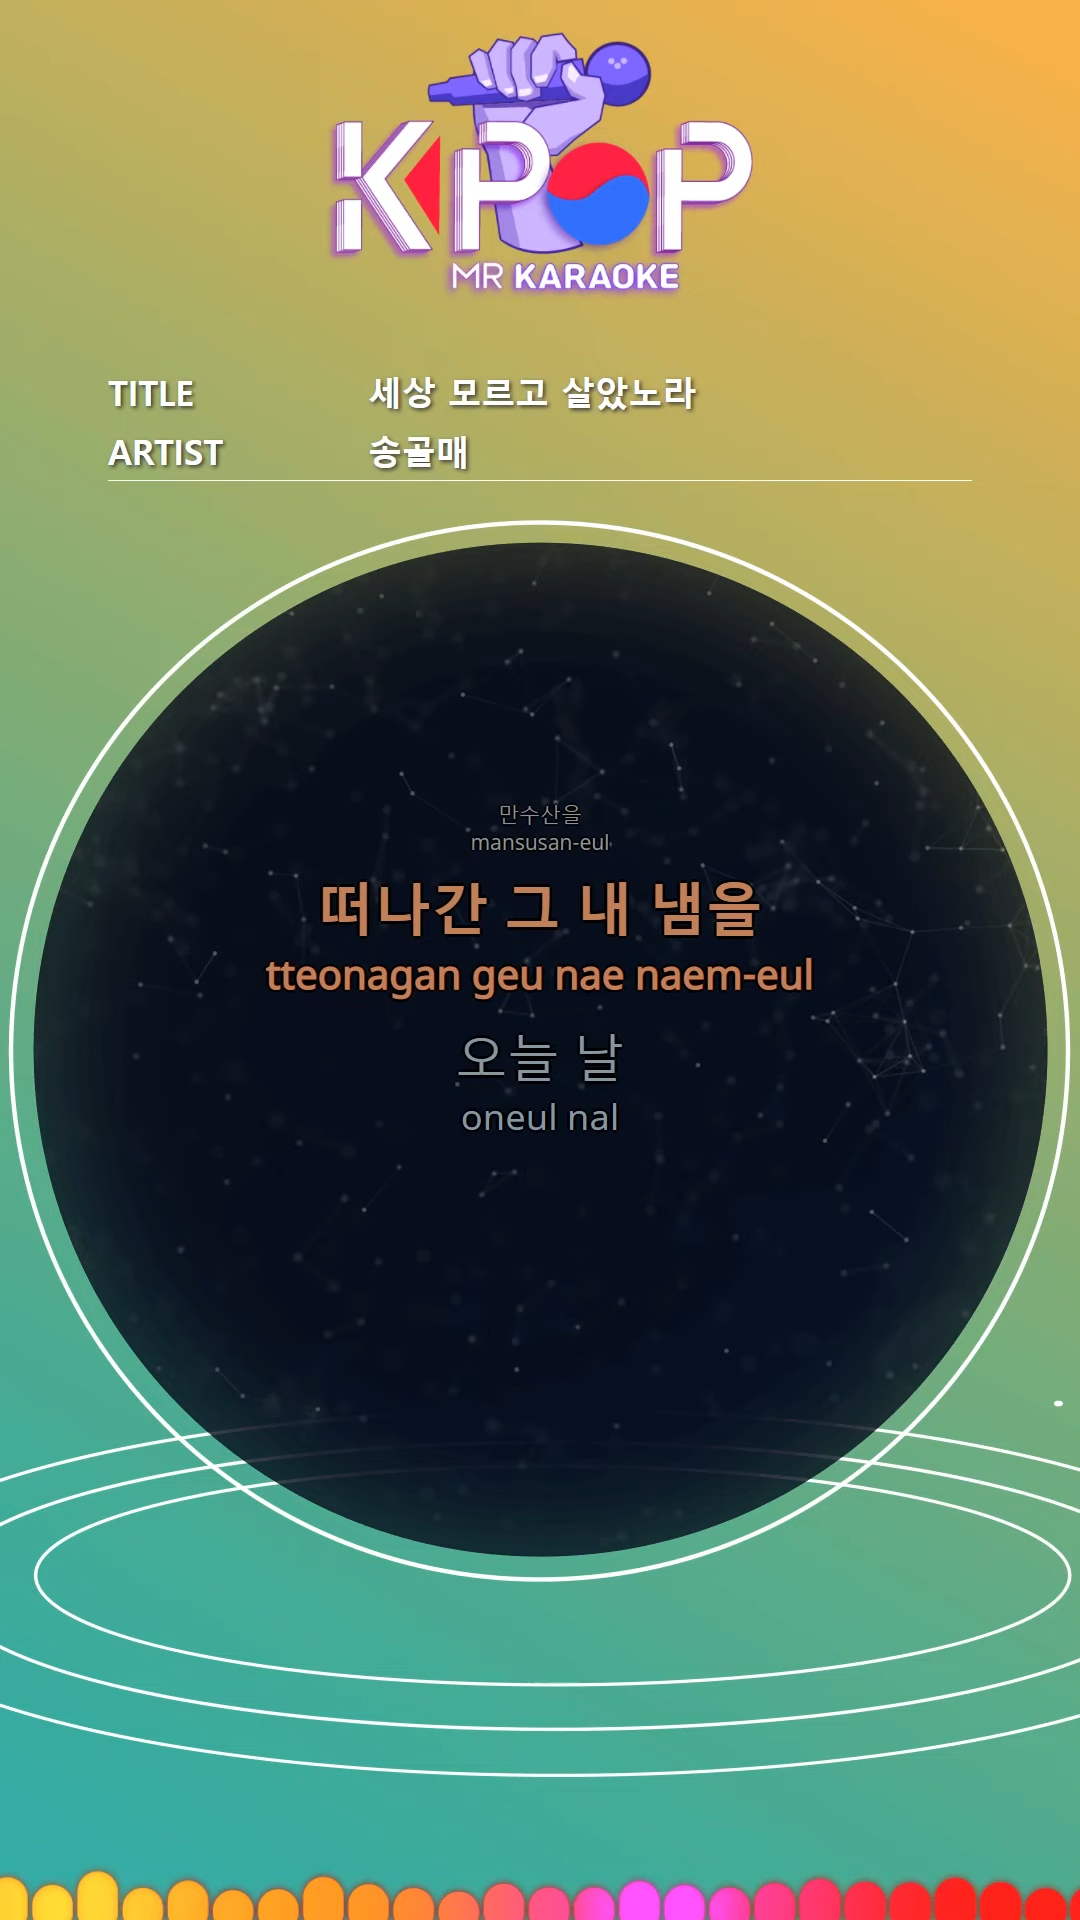 KPOP
MR KARAOKE
TITLE 세상 모르고 살았노라
ARTIST 송골매
만수산을
mansusan-eul
떠나간 그 내 냄을
tteonagan geu nae naem-eul
오늘 날
oneul nal